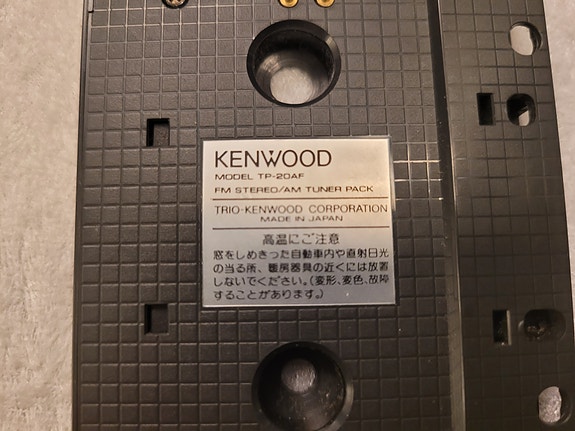 KENWOOD
MODEL TP-20AF
FM STEREO/AM TUNER PACK
TRIO-KENWOOD CORPORATION
MADE IN JAPAN
高温にご注意
窓をしめきった自動車内や直射日光
の当る所、暖房器具の近くには放置
しないでください。(変形、変色、故障
することがあります。)